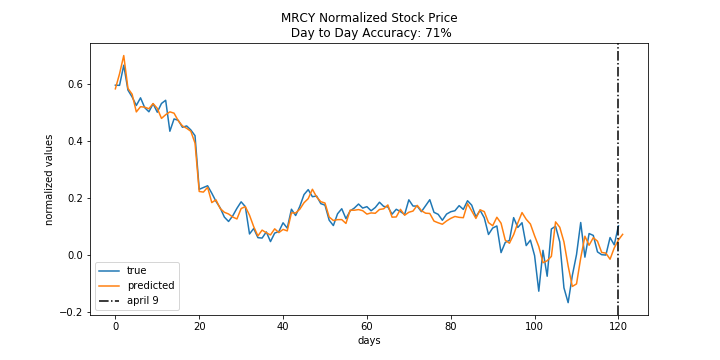 MRCY Normalized Stock Price
Day to Day Accuracy: 71%
normalized values
0.6
0.4
0.2
0.0
−0.2
true
predicted
april 9
0
20
40
60
80
100
120
days